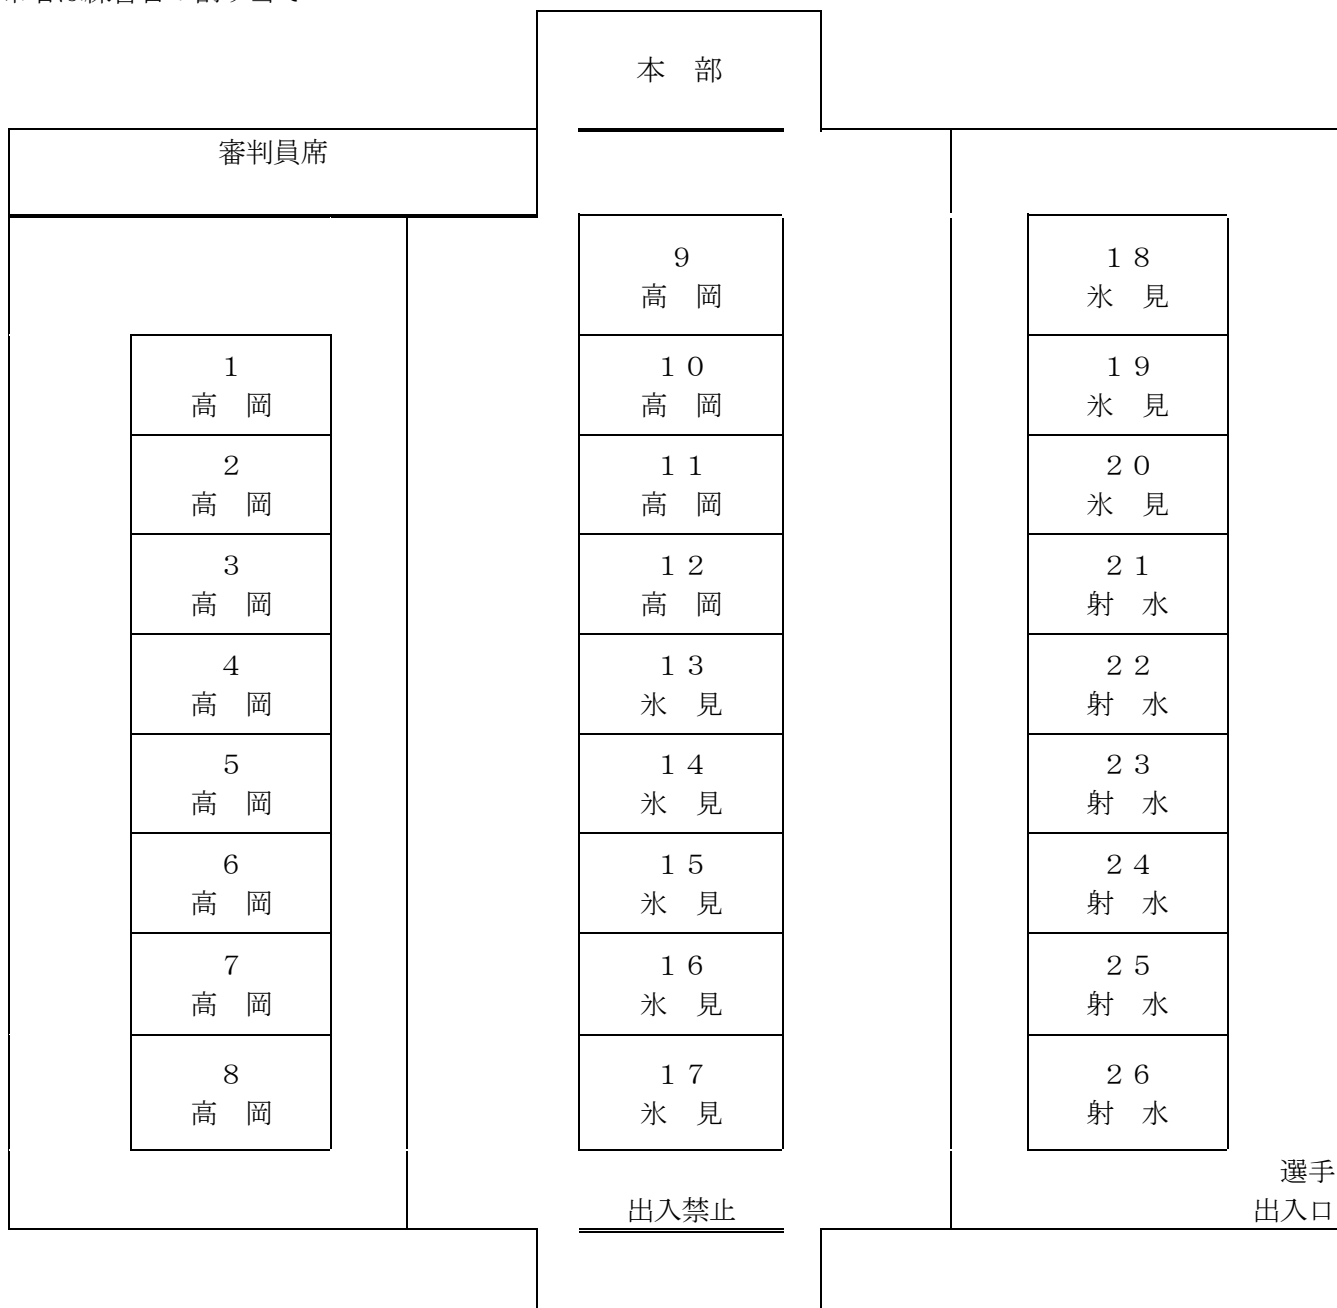 本　部
審判員席
９
高　岡
１８
氷　見
１
高　岡
１０
高　岡
１９
氷　見
２
高　岡
１１
高　岡
２０
氷　見
３
高　岡
１２
高　岡
２１
射　水
４
高　岡
１３
氷　見
２２
射　水
５
高　岡
１４
氷　見
２３
射　水
６
高　岡
１５
氷　見
２４
射　水
７
高　岡
１６
氷　見
２５
射　水
８
高　岡
１７
氷　見
２６
射　水
選手
出入禁止
出入口